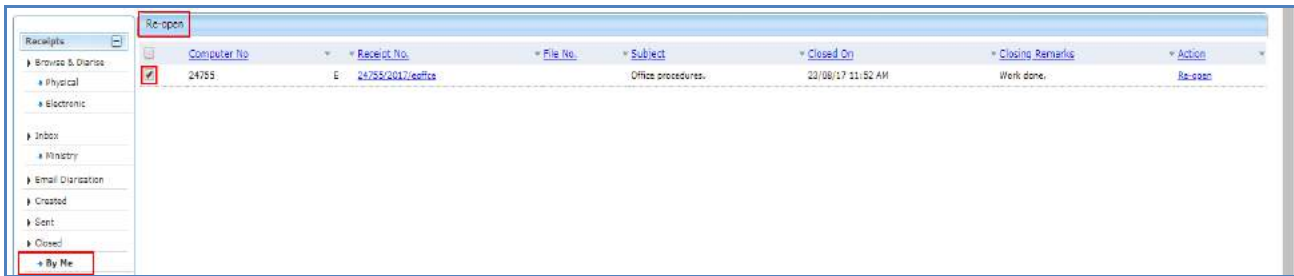 Re-open
Receipts
Computer No
Receipt No.
File No.
Subject
Closed On
Closing Remarks
Action
24755
E
24755/2017/eoffce
Office procedures.
23/08/17 11:52 AM
Work done.
Re-open
Browse & Diarise
Physical
Electronic
Inbox
Ministry
Email Diarisation
Created
Sent
Closed
By Me